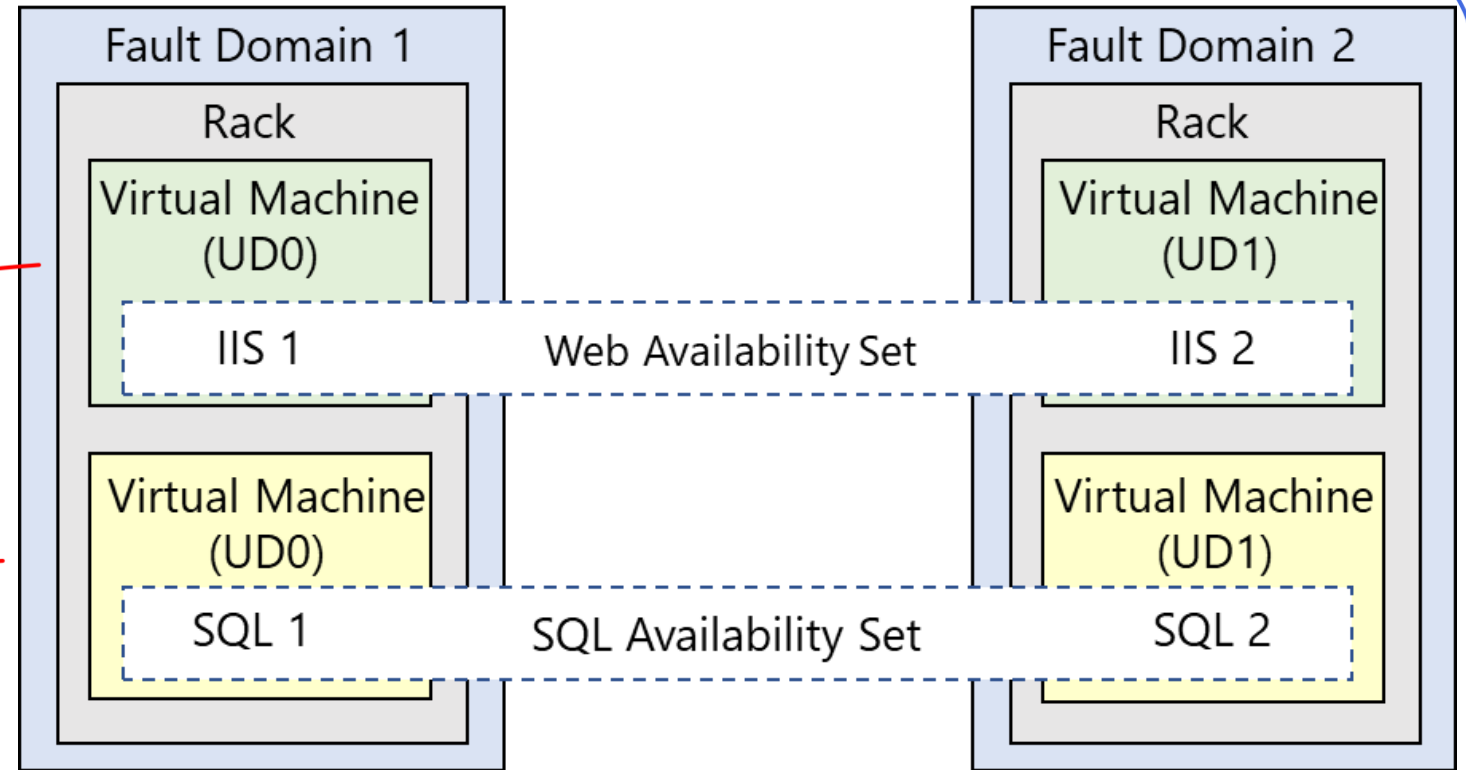 Fault Domain 1
Rack
Virtual Machine
(UD0)
IIS 1
Virtual Machine
(UD0)
SQL 1
Web Availability Set
SQL Availability Set
Fault Domain 2
Rack
Virtual Machine
(UD1)
IIS 2
Virtual Machine
(UD1)
SQL 2